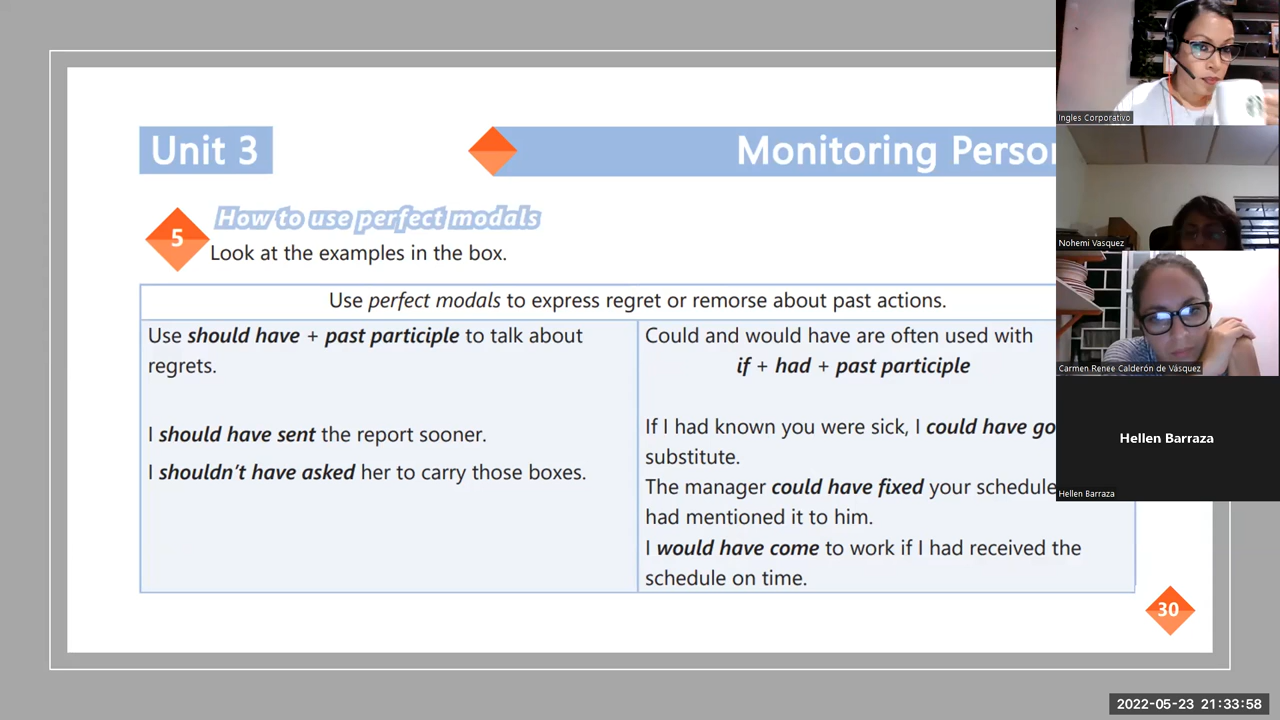 Unit 3
Monitoring
5
How to use perfect modals
Look at the examples in the box.
Use perfect modals to express regret or remorse about past actions.
Use should have + past participle to talk about
regrets.
I should have sent the report sooner.
I shouldn't have asked her to carry those boxes.
Could and would have are often used with
if + had + past participle
If I had known you were sick, I could have
substitute.
The manager could have fixed your schedule
had mentioned it to him.
I would have come to work if I had received the
schedule on time.
30
Ingles Corporativo
Nohemi Vasquez
Carmen Renee Calderón de Vásquez
Hellen Barraza
Hellen Barraza
2022-05-23 21:33:58